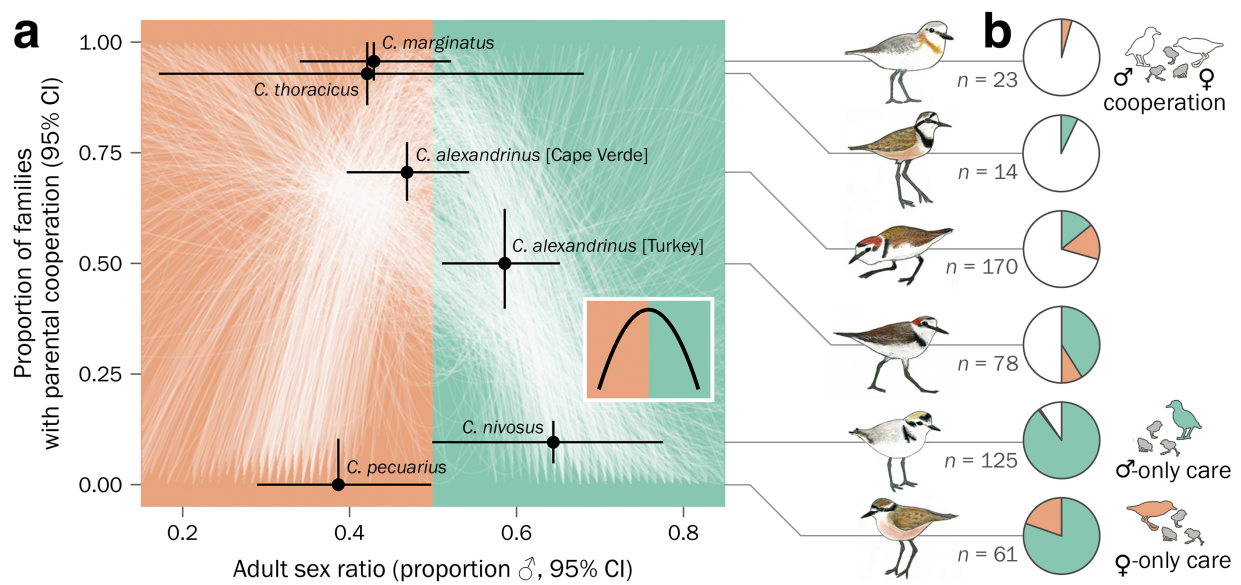 a
Proportion of families
with parental cooperation (95% CI)
1.00
0.75
0.50
0.25
0.00
C. marginatus
C. thoracicus
C. alexandrinus [Cape Verde]
C. alexandrinus [Turkey]
C. nivosus
C. pecuarius
0.2
0.4
0.6
0.8
Adult sex ratio (proportion ♂, 95% CI)
b
n = 23
n = 14
n = 170
n = 78
n = 125
n = 61
♂ ♀
cooperation
♂-only care
♀-only care